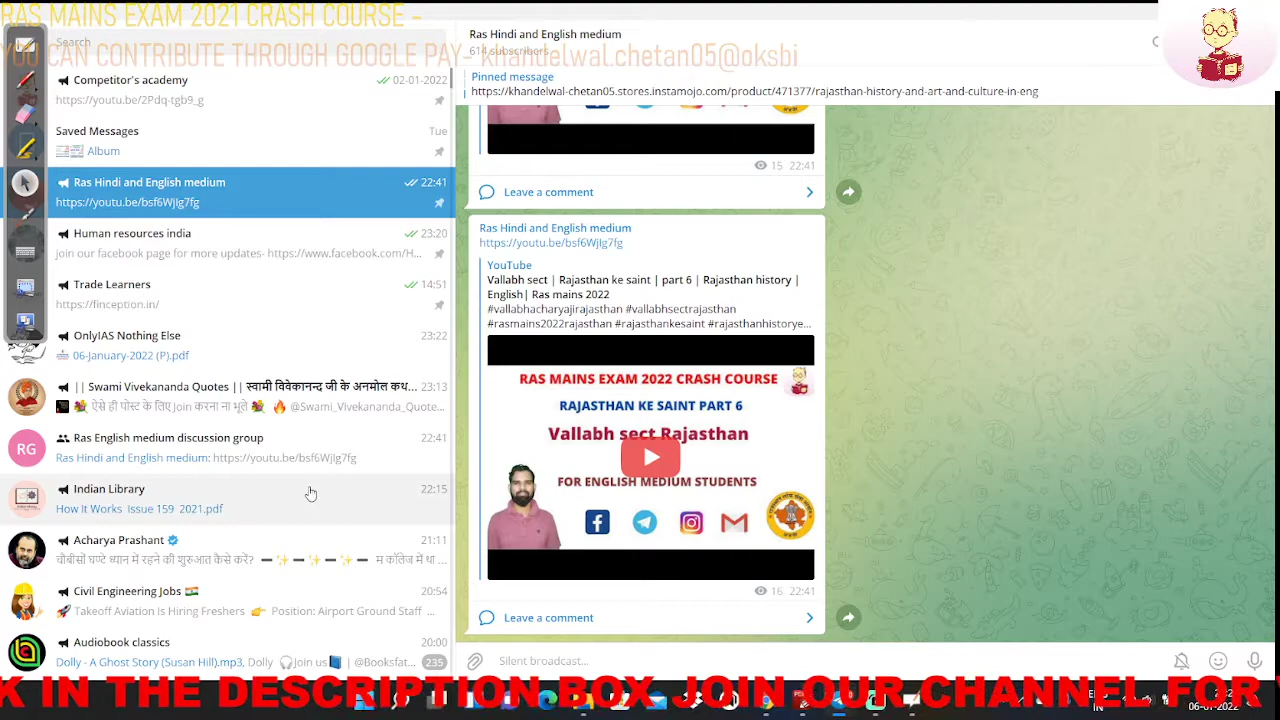 RAS MAINS EXAM 2021 CRASH COURSE -
YOU CAN CONTRIBUTE THROUGH GOOGLE PAY- khandelwal.chetan05@oksbi
Search
Competitor's academy 02-01-2022
https://youtu.be/2Pdq-tgb9_g
Saved Messages Tue
Album
Ras Hindi and English medium 22:41
https://youtu.be/bsf6WjIg7fg
Human resources india 23:20
join our facebook page for more updates- https://www.facebook.com/H...
Trade Learners 14:51
https://finception.in/
OnlyIAS Nothing Else 23:22
06-January-2022 (P).pdf
|| Swami Vivekananda Quotes || स्वामी विवेकानन्द जी के अनमोल कथ... 23:13
ऐसे ही पोस्ट के लिए Join करना ना भूले @Swami_Vivekananda_Quote...
RG
Ras English medium discussion group 22:41
Ras Hindi and English medium: https://youtu.be/bsf6WjIg7fg
Indian Library 22:15
How It Works Issue 159 2021.pdf
Acharya Prashant 21:11
चौबीसों घण्टे ध्यान में रहने की शुरुआत कैसे करें? म कॉलेज में था ...
Civil Engineering Jobs 20:54
Takeoff Aviation Is Hiring Freshers Position: Airport Ground Staff ...
Audiobook classics 20:00
Dolly - A Ghost Story (Susan Hill).mp3, Dolly Join us | @Booksfat... 235
Ras Hindi and English medium
614 subscribers
Pinned message
https://khandelwal-chetan05.stores.instamojo.com/product/471377/rajasthan-history-and-art-and-culture-in-eng
15 22:41
Leave a comment
Ras Hindi and English medium
https://youtu.be/bsf6WjIg7fg
YouTube
Vallabh sect | Rajasthan ke saint | part 6 | Rajasthan history |
English| Ras mains 2022
#vallabhacharyajirajasthan #vallabhsectrajasthan
#rasmains2022rajasthan #rajasthankesaint #rajasthanhistorye...
RAS MAINS EXAM 2022 CRASH COURSE
RAJASTHAN KE SAINT PART 6
Vallabh sect Rajasthan
FOR ENGLISH MEDIUM STUDENTS
16 22:41
Leave a comment
Silent broadcast...
K IN THE DESCRIPTION BOX JOIN OUR CHANNEL FOR